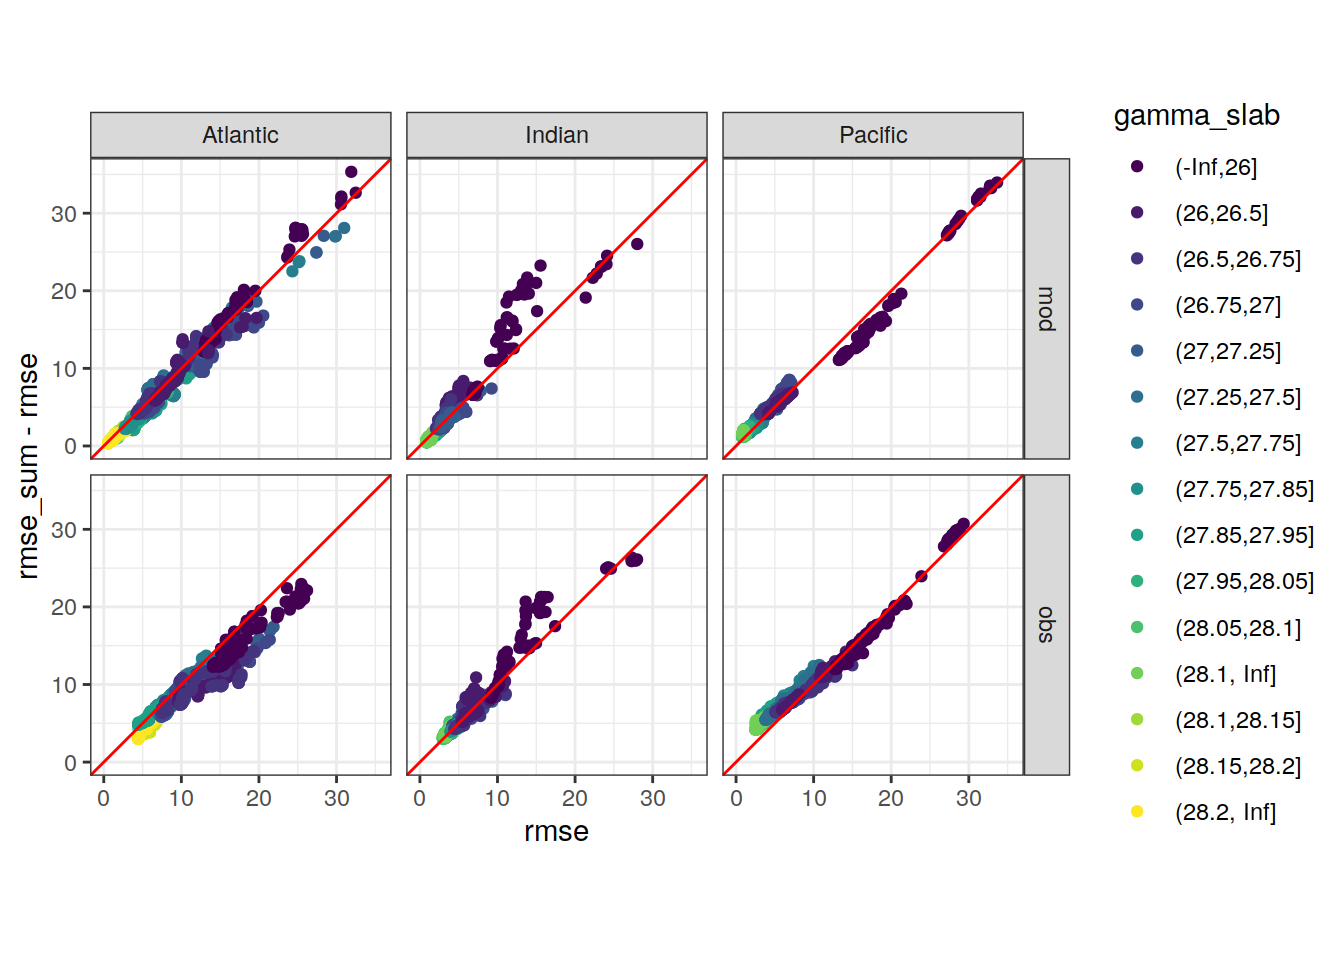 Atlantic
Indian
Pacific
gamma_slab
(-Inf,26]
(26,26.5]
(26.5,26.75]
(26.75,27]
(27,27.25]
(27.25,27.5]
(27.5,27.75]
(27.75,27.85]
(27.85,27.95]
(27.95,28.05]
(28.05,28.1]
(28.1, Inf]
(28.1,28.15]
(28.15,28.2]
(28.2, Inf]
mod
obs
rmse_sum - rmse
30
20
10
0
30
20
10
0
0 10 20 30
0 10 20 30
0 10 20 30
rmse